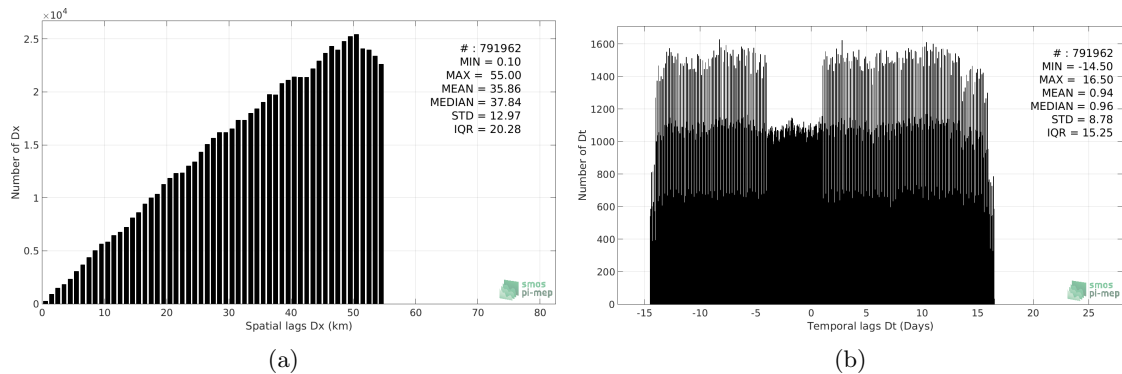 ×10⁴
2.5
2
1.5
1
0.5
0
Number of Dx
# : 791962
MIN = 0.10
MAX = 55.00
MEAN = 35.86
MEDIAN = 37.84
STD = 12.97
IQR = 20.28
smos
pi-mep
0 10 20 30 40 50 60 70 80
Spatial lags Dx (km)
(a)
1600
1400
1200
1000
800
600
400
200
0
Number of Dt
# : 791962
MIN = -14.50
MAX = 16.50
MEAN = 0.94
MEDIAN = 0.96
STD = 8.78
IQR = 15.25
smos
pi-mep
-15 -10 -5 0 5 10 15 20 25
Temporal lags Dt (Days)
(b)